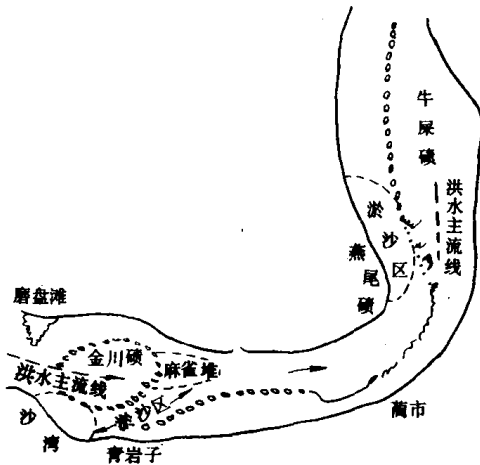 牛屎碛
洪水主流线
淤沙区
燕尾碛
磨盘滩
金川碛
麻雀堆
洪水主流线
淤沙区
沙湾
青岩子
蔺市